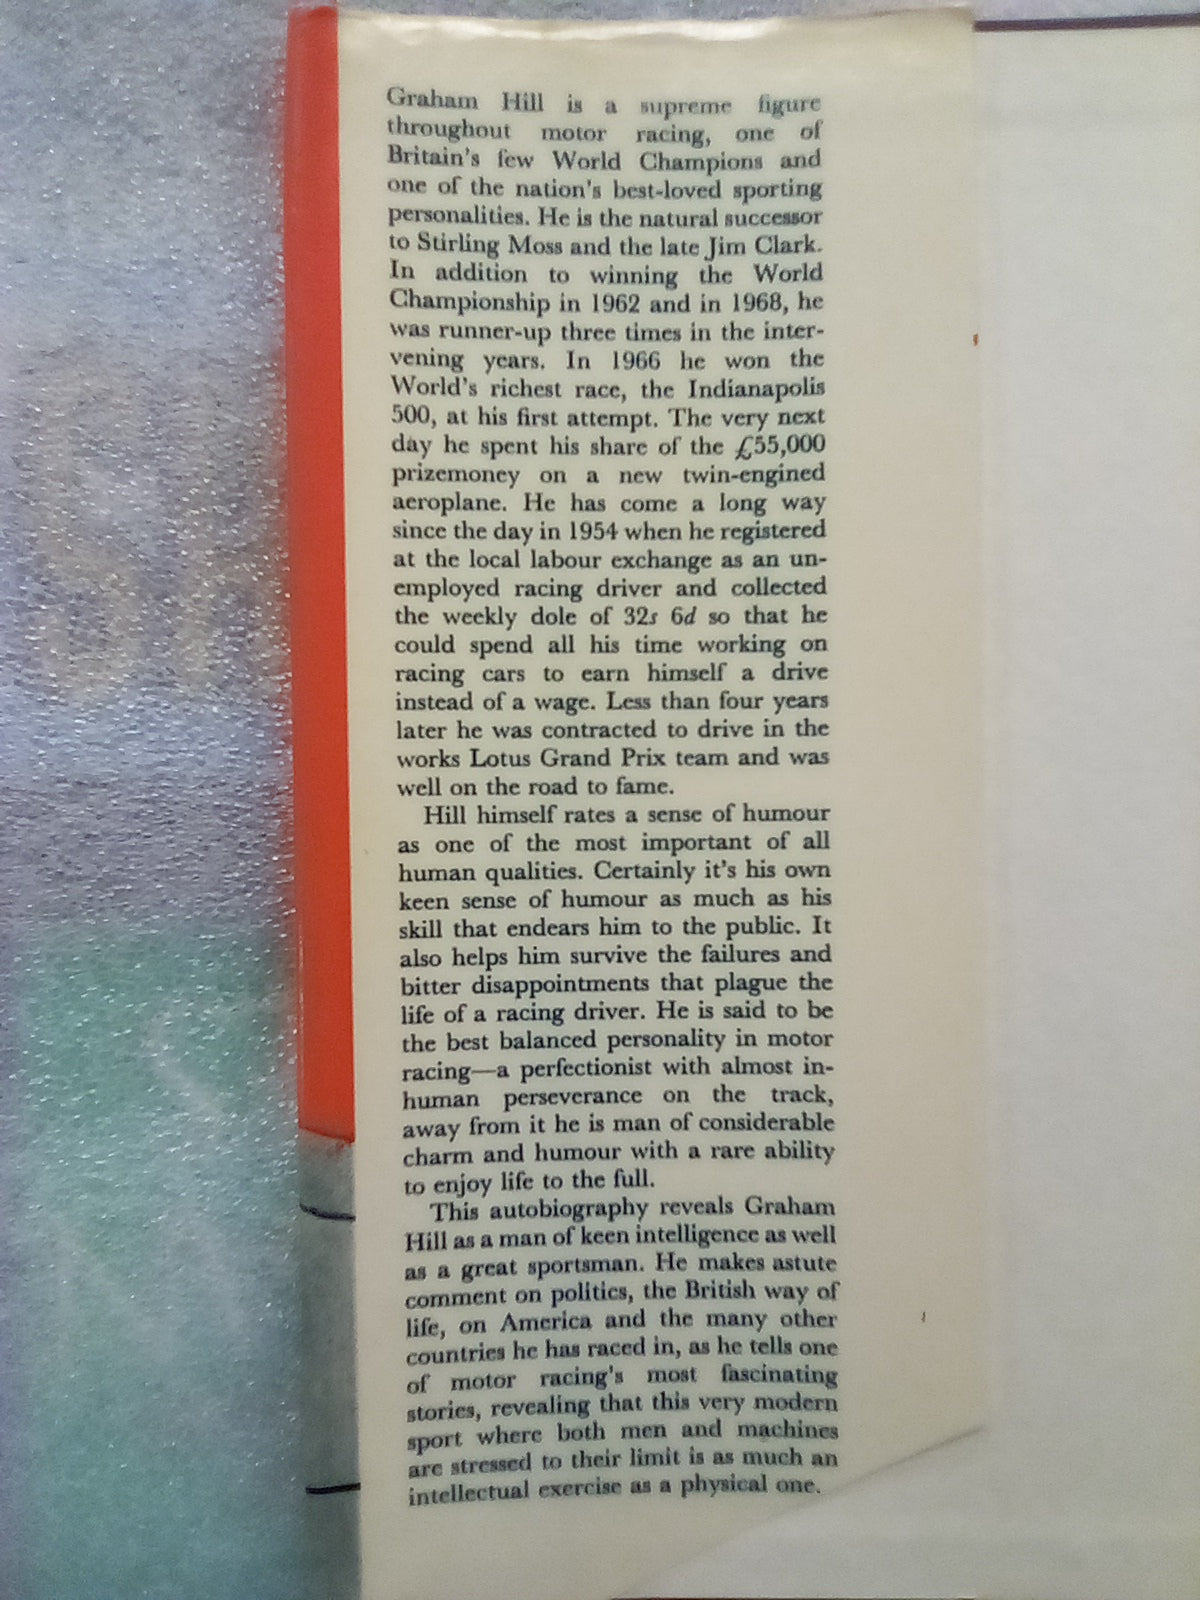 Graham Hill is a supreme figure
throughout motor racing, one of
Britain's few World Champions and
one of the nation's best-loved sporting
personalities. He is the natural successor
to Stirling Moss and the late Jim Clark.
In addition to winning the World
Championship in 1962 and in 1968, he
was runner-up three times in the inter-
vening years. In 1966 he won the
World's richest race, the Indianapolis
500, at his first attempt. The very next
day he spent his share of the £55,000
prizemoney on a new twin-engined
aeroplane. He has come a long way
since the day in 1954 when he registered
at the local labour exchange as an un-
employed racing driver and collected
the weekly dole of 32s 6d so that he
could spend all his time working on
racing cars to earn himself a drive
instead of a wage. Less than four years
later he was contracted to drive in the
works Lotus Grand Prix team and was
well on the road to fame.
Hill himself rates a sense of humour
as one of the most important of all
human qualities. Certainly it's his own
keen sense of humour as much as his
skill that endears him to the public. It
also helps him survive the failures and
bitter disappointments that plague the
life of a racing driver. He is said to be
the best balanced personality in motor
racing—a perfectionist with almost in-
human perseverance on the track,
away from it he is man of considerable
charm and humour with a rare ability
to enjoy life to the full.
This autobiography reveals Graham
Hill as a man of keen intelligence as well
as a great sportsman. He makes astute
comment on politics, the British way of
life, on America and the many other
countries he has raced in, as he tells one
of motor racing's most fascinating
stories, revealing that this very modern
sport where both men and machines
are stressed to their limit is as much an
intellectual exercise as a physical one.